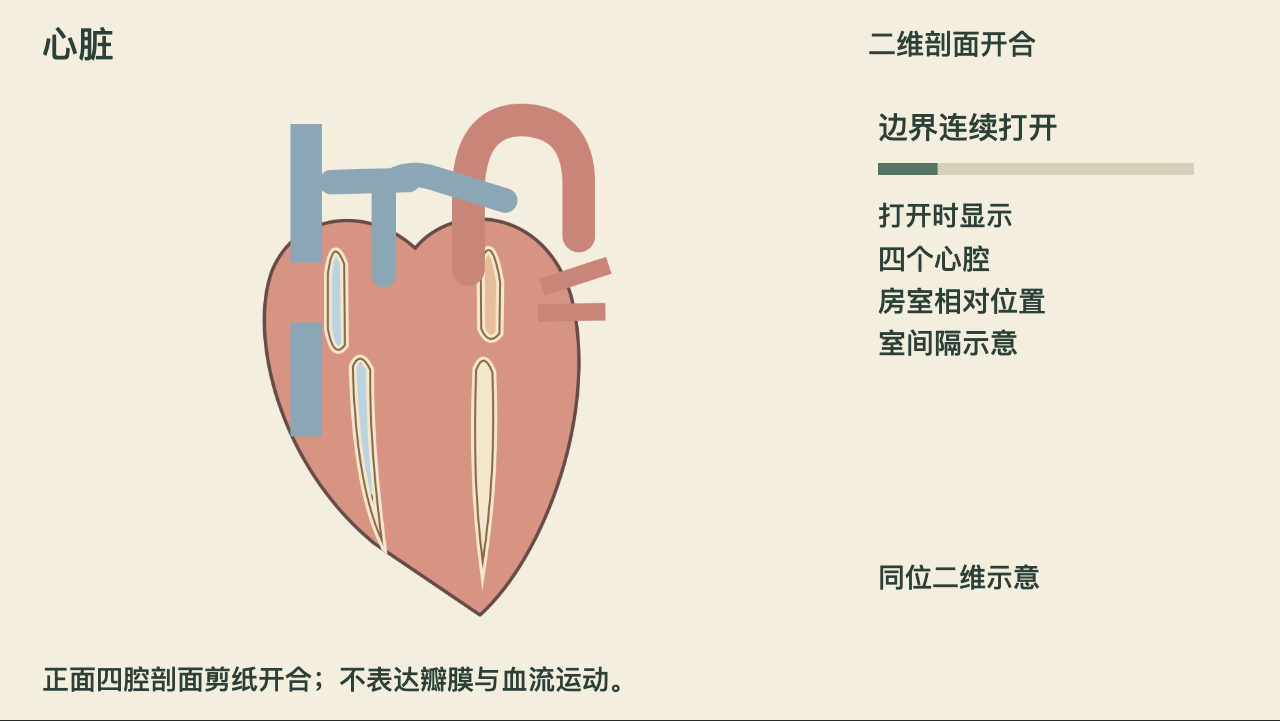 心脏
二维剖面开合
边界连续打开
打开时显示
四个心腔
房室相对位置
室间隔示意
同位二维示意
正面四腔剖面剪纸开合；不表达瓣膜与血流运动。